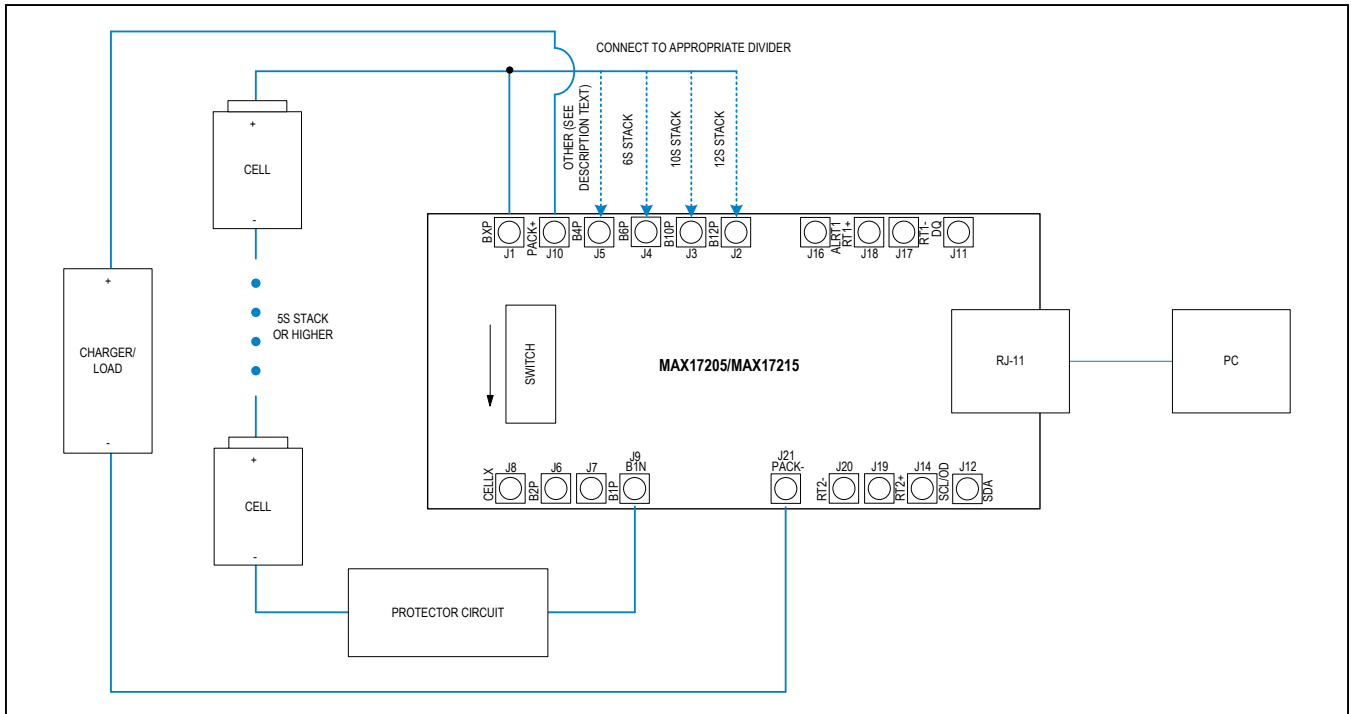 CONNECT TO APPROPRIATE DIVIDER
OTHER (SEE
DESCRIPTION TEXT)
6S STACK
10S STACK
12S STACK
+
CELL
-
5S STACK
OR HIGHER
+
CELL
-
+
CHARGER/
LOAD
-
BXP
J1
PACK+
J10
B4P
J5
B6P
J4
B10P
J3
B12P
J2
J16
ALRT1
RT1+
J18
J17
RT1-
DQ
J11
SWITCH
MAX17205/MAX17215
RJ-11
PC
CELLX
J8
B2P
J6
J7
B1P
J9
B1N
J21
PACK-
RT2-
J20
J19
RT2+
J14
SCL/OD
J12
SDA
PROTECTOR CIRCUIT